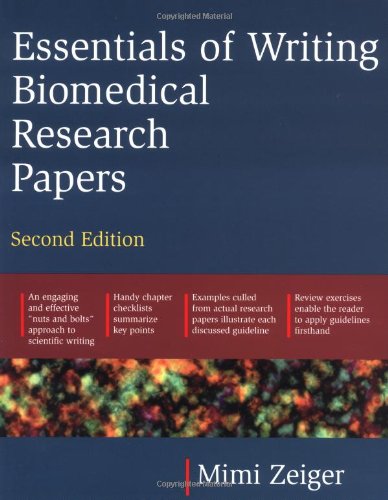 Essentials of Writing
Biomedical
Research
Papers
Second Edition
An engaging
and effective
"nuts and bolts"
approach to
scientific writing
Handy chapter
checklists
summarize
key points
Examples culled
from actual research
papers illustrate each
discussed guideline
Review exercises
enable the reader
to apply guidelines
firsthand
Mimi Zeiger
Copyrighted Material
Copyrighted Material